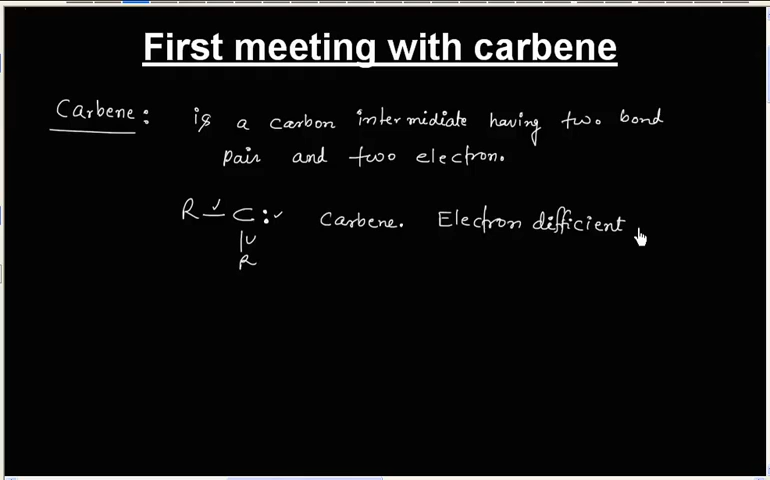 First meeting with carbene
Carbene: is a carbon intermidiate having two bond
pair and two electron.
R – C : Carbene. Electron difficient
R